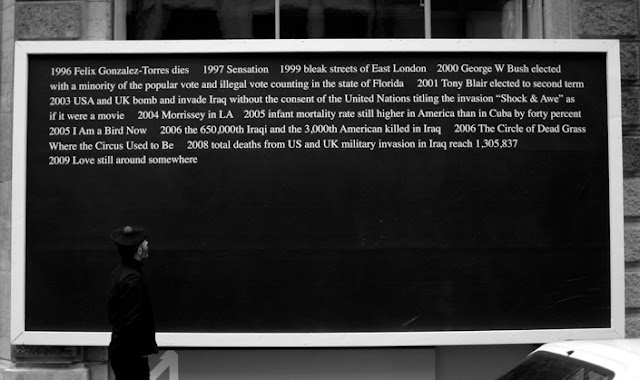 1996 Felix Gonzalez-Torres dies 1997 Sensation 1999 bleak streets of East London 2000 George W Bush elected
with a minority of the popular vote and illegal vote counting in the state of Florida 2001 Tony Blair elected to second term
2003 USA and UK bomb and invade Iraq without the consent of the United Nations titling the invasion “Shock & Awe” as
if it were a movie 2004 Morrissey in LA 2005 infant mortality rate still higher in America than in Cuba by forty percent
2005 I Am a Bird Now 2006 the 650,000th Iraqi and the 3,000th American killed in Iraq 2006 The Circle of Dead Grass
Where the Circus Used to Be 2008 total deaths from US and UK military invasion in Iraq reach 1,305,837
2009 Love still around somewhere